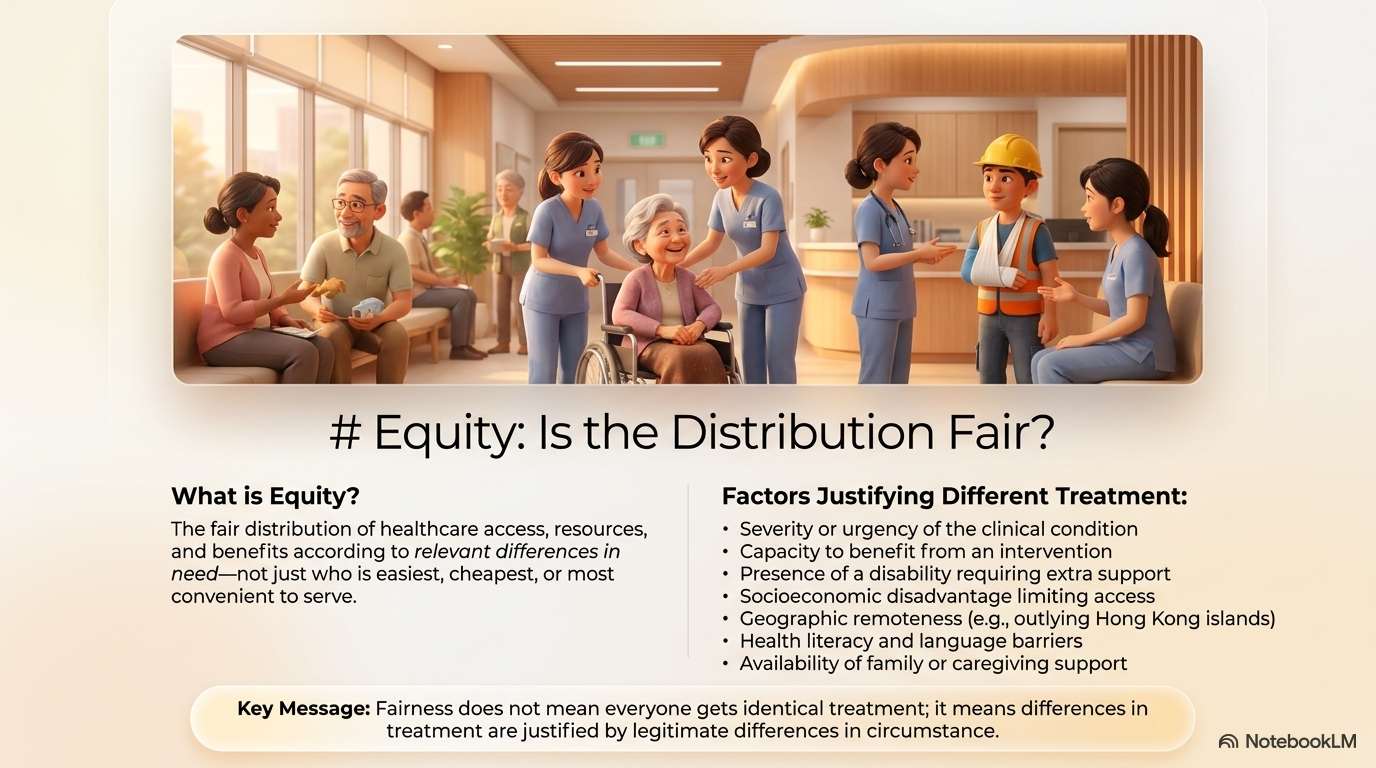 # Equity: Is the Distribution Fair?
What is Equity?
The fair distribution of healthcare access, resources,
and benefits according to relevant differences in
need—not just who is easiest, cheapest, or most
convenient to serve.
Factors Justifying Different Treatment:
• Severity or urgency of the clinical condition
• Capacity to benefit from an intervention
• Presence of a disability requiring extra support
• Socioeconomic disadvantage limiting access
• Geographic remoteness (e.g., outlying Hong Kong islands)
• Health literacy and language barriers
• Availability of family or caregiving support
Key Message: Fairness does not mean everyone gets identical treatment; it means differences in
treatment are justified by legitimate differences in circumstance.
NotebookLM